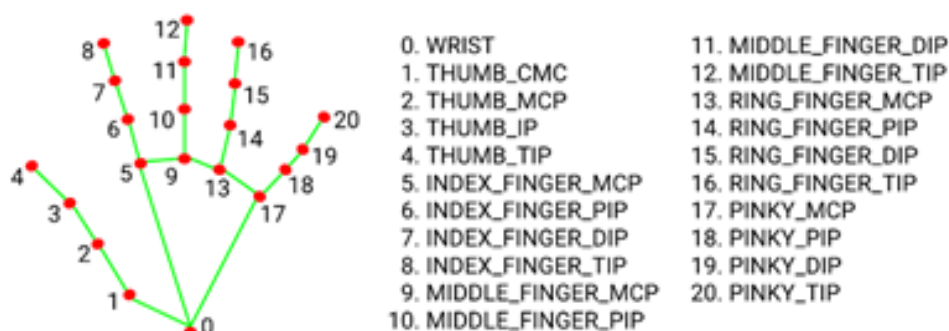 12
8
16
11
7
15
10
6
14
20
4
5
9
13
19
18
3
17
2
1
0
0. WRIST
1. THUMB_CMC
2. THUMB_MCP
3. THUMB_IP
4. THUMB_TIP
5. INDEX_FINGER_MCP
6. INDEX_FINGER_PIP
7. INDEX_FINGER_DIP
8. INDEX_FINGER_TIP
9. MIDDLE_FINGER_MCP
10. MIDDLE_FINGER_PIP
11. MIDDLE_FINGER_DIP
12. MIDDLE_FINGER_TIP
13. RING_FINGER_MCP
14. RING_FINGER_PIP
15. RING_FINGER_DIP
16. RING_FINGER_TIP
17. PINKY_MCP
18. PINKY_PIP
19. PINKY_DIP
20. PINKY_TIP